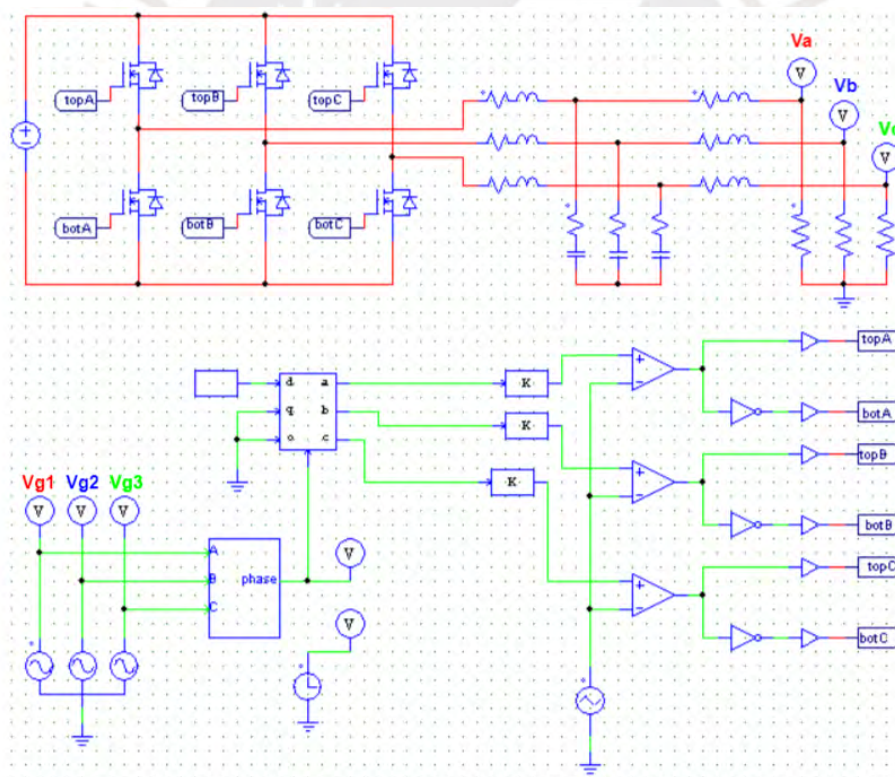 Va
V
Vb
V
V
topA
topB
topC
botA
botB
botC
d a
q b
o c
K
K
K
topA
botA
topB
botB
topC
botC
Vg1 Vg2 Vg3
V V V
A
B phase
C
V
V